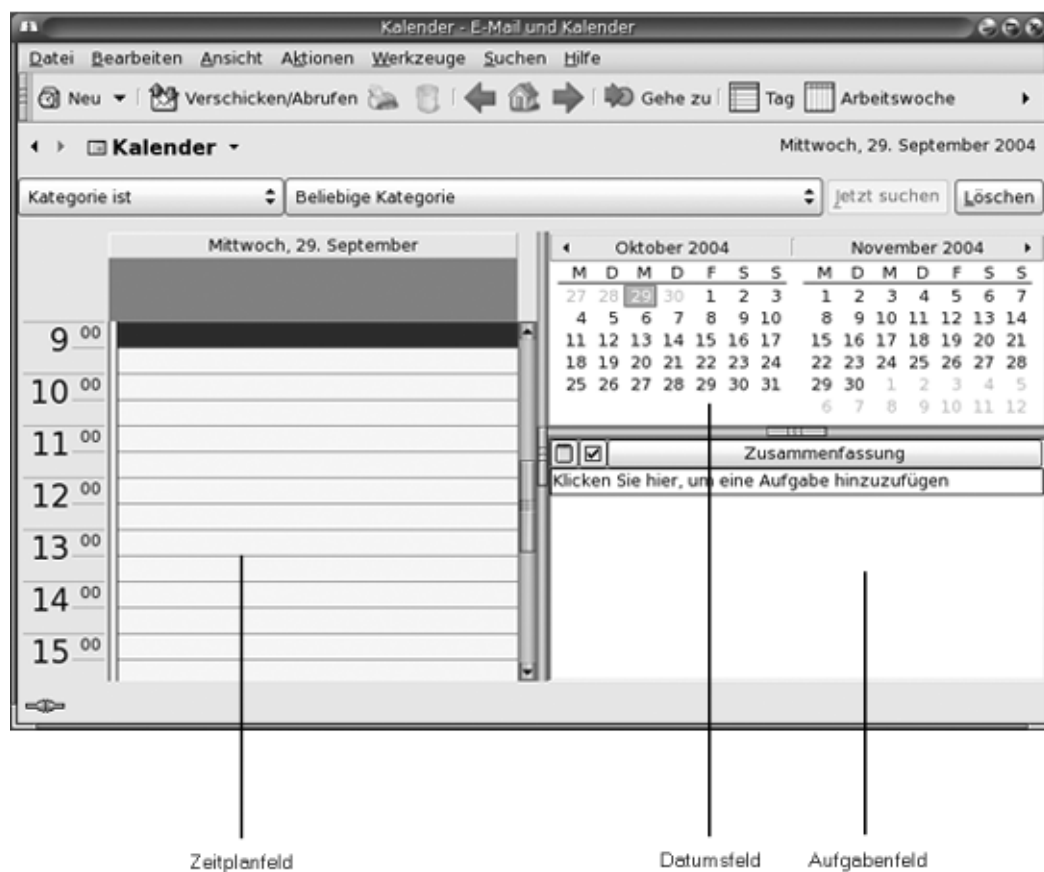 Kalender - E-Mail und Kalender
Datei Bearbeiten Ansicht Aktionen Werkzeuge Suchen Hilfe
Neu Verschicken/Abrufen Gehe zu Tag Arbeitswoche
Kalender Mittwoch, 29. September 2004
Kategorie ist Beliebige Kategorie Jetzt suchen Löschen
Mittwoch, 29. September
9 00
10 00
11 00
12 00
13 00
14 00
15 00
Oktober 2004
M D M D F S S
27 28 29 30 1 2 3
4 5 6 7 8 9 10
11 12 13 14 15 16 17
18 19 20 21 22 23 24
25 26 27 28 29 30 31
November 2004
M D M D F S S
1 2 3 4 5 6 7
8 9 10 11 12 13 14
15 16 17 18 19 20 21
22 23 24 25 26 27 28
29 30 1 2 3 4 5
6 7 8 9 10 11 12
Zusammenfassung
Klicken Sie hier, um eine Aufgabe hinzuzufügen
Zeitplanfeld Datumsfeld Aufgabenfeld